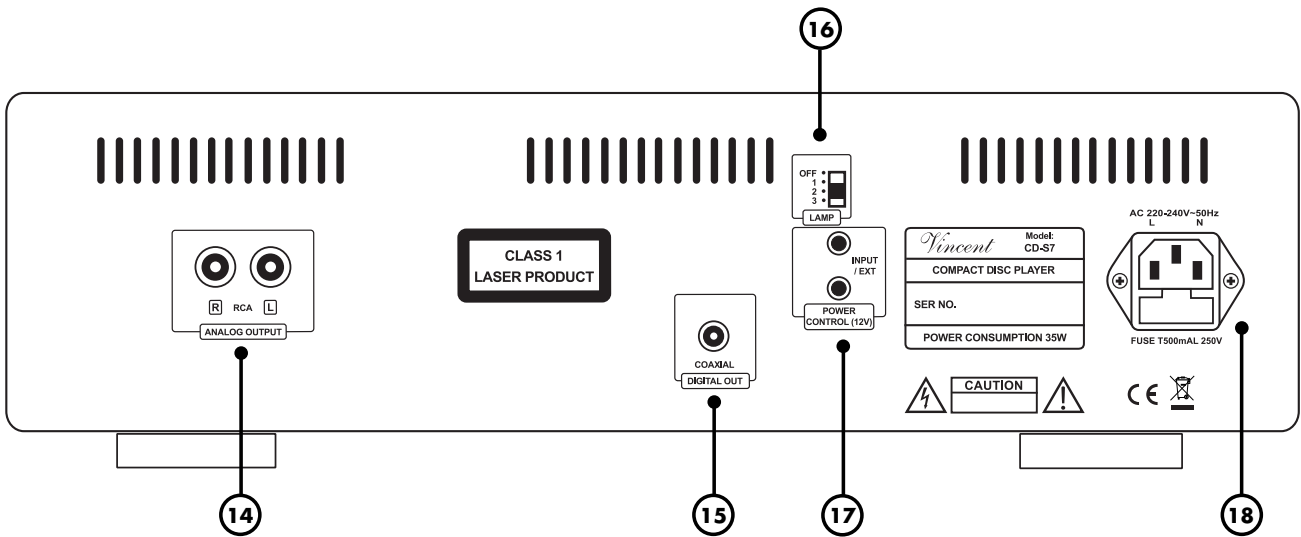 16
OFF
1
2
3
LAMP
R RCA L
ANALOG OUTPUT
CLASS 1
LASER PRODUCT
COAXIAL
DIGITAL OUT
INPUT
/ EXT
POWER
CONTROL (12V)
Vincent
Model:
CD-S7
COMPACT DISC PLAYER
SER NO.
POWER CONSUMPTION 35W
CAUTION
AC 220-240V~50Hz
L N
FUSE T500mAL 250V
CE
14
15
17
18